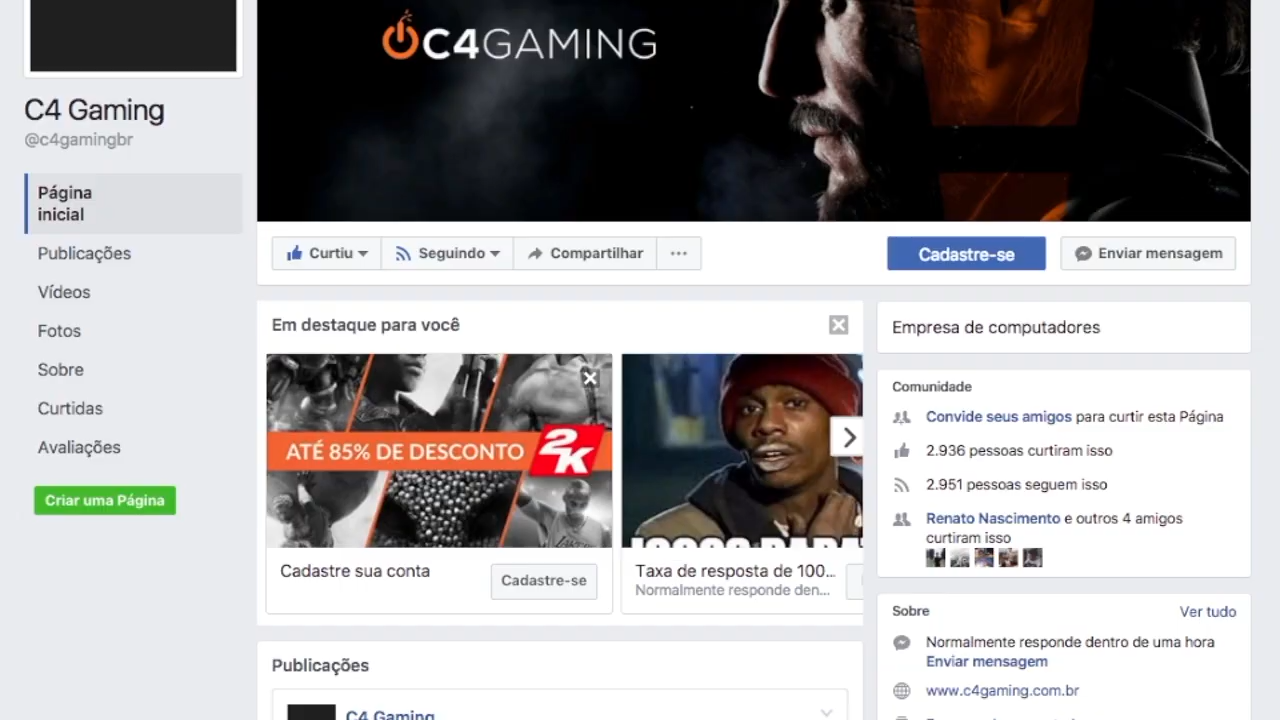 C4GAMING
C4 Gaming
@c4gamingbr
Página
inicial
Publicações
Vídeos
Fotos
Sobre
Curtidas
Avaliações
Criar uma Página
Curtiu
Seguindo
Compartilhar
Cadastre-se
Enviar mensagem
Em destaque para você
ATÉ 85% DE DESCONTO
2K
Cadastre sua conta
Cadastre-se
Taxa de resposta de 100...
Normalmente responde den...
Publicações
C4 Gaming
Empresa de computadores
Comunidade
Convide seus amigos para curtir esta Página
2.936 pessoas curtiram isso
2.951 pessoas seguem isso
Renato Nascimento e outros 4 amigos
curtiram isso
Sobre
Ver tudo
Normalmente responde dentro de uma hora
Enviar mensagem
www.c4gaming.com.br